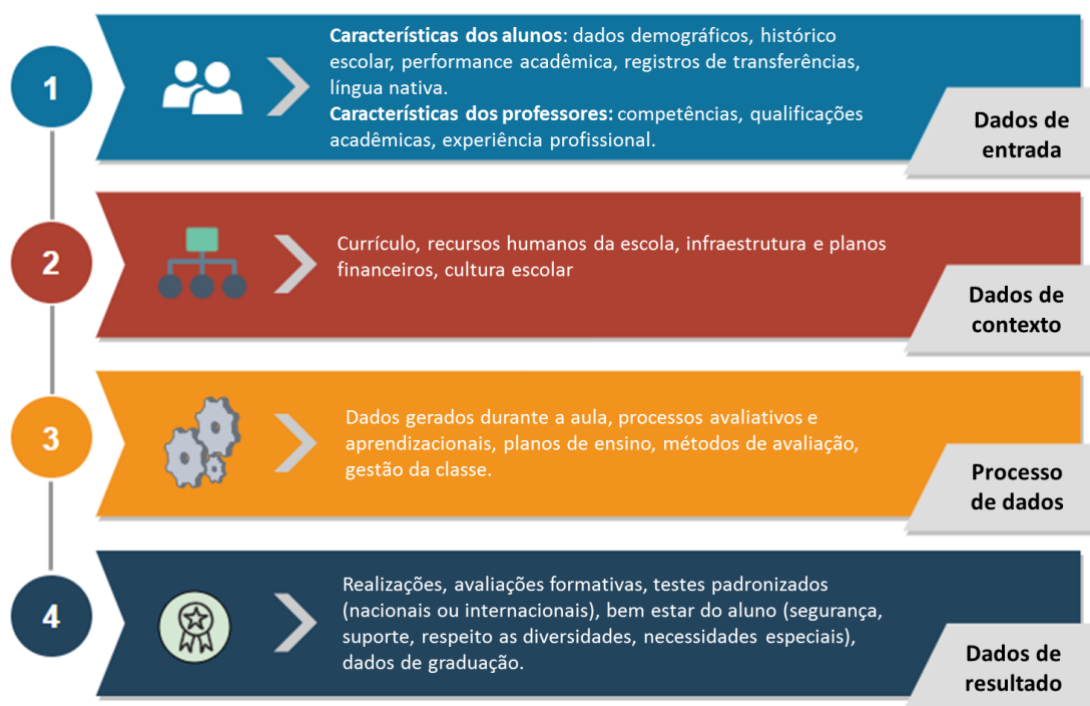 1
Características dos alunos: dados demográficos, histórico
escolar, performance acadêmica, registros de transferências,
língua nativa.
Características dos professores: competências, qualificações
acadêmicas, experiência profissional.
Dados de
entrada
2
Currículo, recursos humanos da escola, infraestrutura e planos
financeiros, cultura escolar
Dados de
contexto
3
Dados gerados durante a aula, processos avaliativos e
aprendizacionais, planos de ensino, métodos de avaliação,
gestão da classe.
Processo
de dados
4
Realizações, avaliações formativas, testes padronizados
(nacionais ou internacionais), bem estar do aluno (segurança,
suporte, respeito as diversidades, necessidades especiais),
dados de graduação.
Dados de
resultado